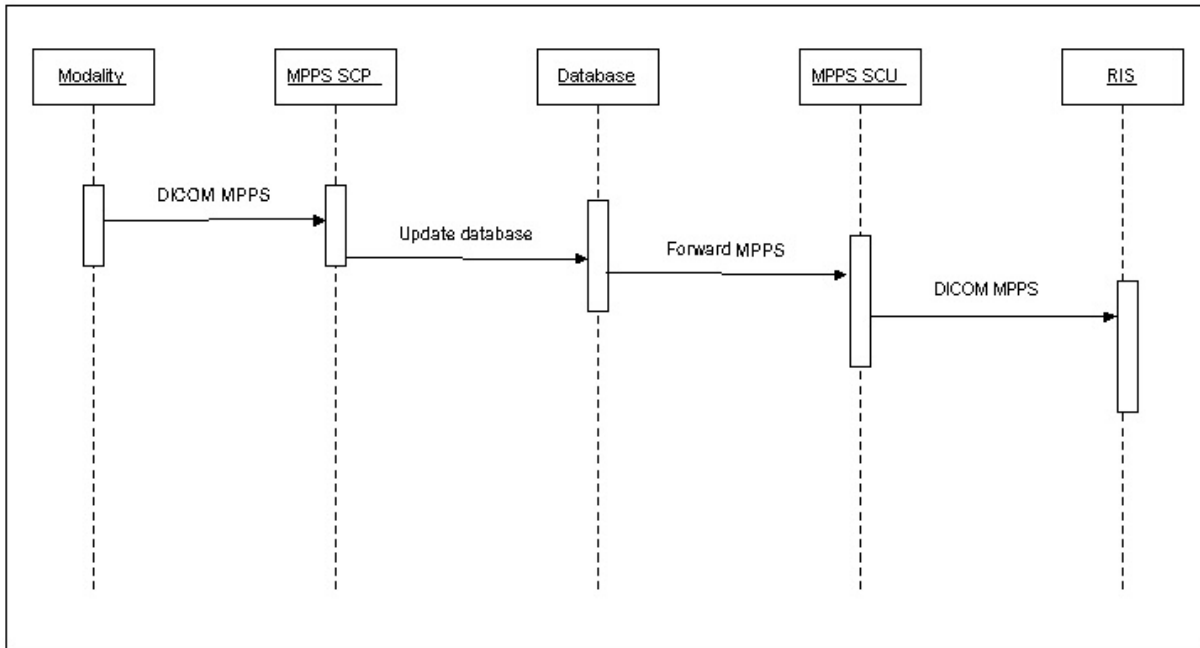 Modality
MPPS SCP
Database
MPPS SCU
RIS
DICOM MPPS
Update database
Forward MPPS
DICOM MPPS